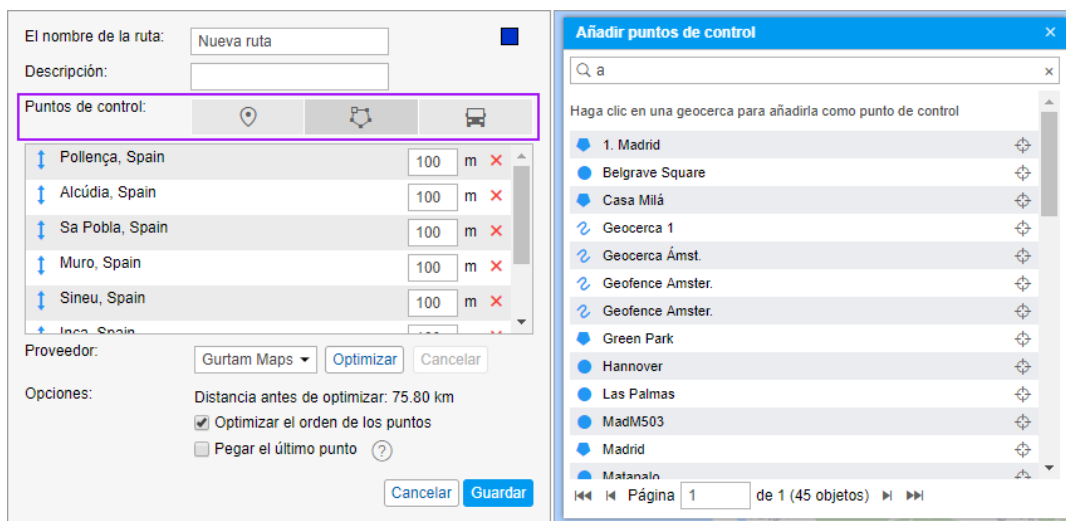 El nombre de la ruta: Nueva ruta
Descripción:
Puntos de control:
Pollença, Spain 100 m
Alcúdia, Spain 100 m
Sa Pobla, Spain 100 m
Muro, Spain 100 m
Sineu, Spain 100 m
Inca, Spain 100 m
Proveedor: Gurtam Maps Optimizar Cancelar
Opciones: Distancia antes de optimizar: 75.80 km
Optimizar el orden de los puntos
Pegar el último punto ?
Cancelar Guardar
Añadir puntos de control
a
Haga clic en una geocerca para añadirla como punto de control
1. Madrid
Belgrave Square
Casa Milá
Geocerca 1
Geocerca Ámst.
Geofence Amster.
Geofence Amster.
Green Park
Hannover
Las Palmas
MadM503
Madrid
Matapalo
Página 1 de 1 (45 objetos)